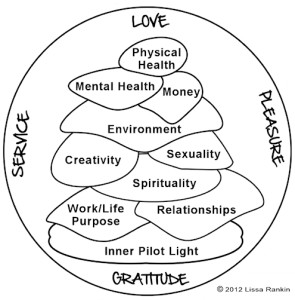 LOVE
Physical
Health
Mental Health
Money
Environment
Creativity
Sexuality
Spirituality
Work/Life
Purpose
Relationships
Inner Pilot Light
SERVICE
PLEASURE
GRATITUDE
© 2012 Lissa Rankin